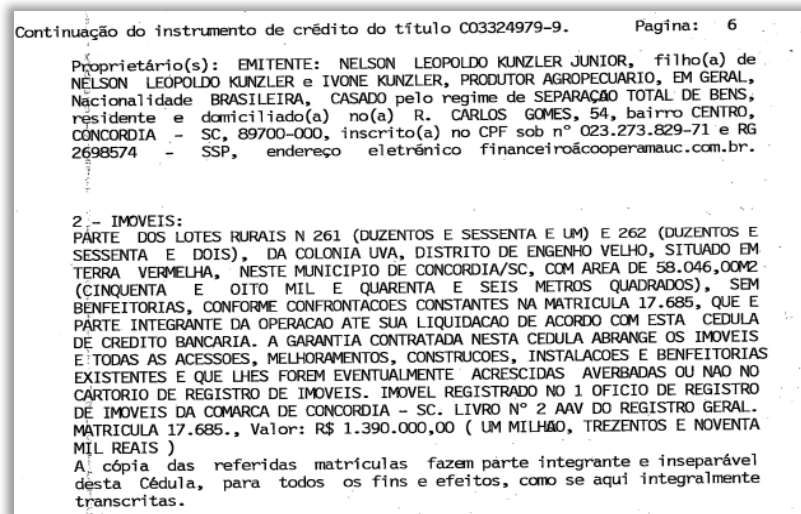 Continuação do instrumento de crédito do título C03324979-9. Pagina: 6
Proprietário(s): EMITENTE: NELSON LEOPOLDO KUNZLER JUNIOR, filho(a) de
NELSON LEOPOLDO KUNZLER e IVONE KUNZLER, PRODUTOR AGROPECUARIO, EM GERAL,
Nacionalidade BRASILEIRA, CASADO pelo regime de SEPARAÇÃO TOTAL DE BENS,
residente e domiciliado(a) no(a) R. CARLOS GOMES, 54, bairro CENTRO,
CONCORDIA - SC, 89700-000, inscrito(a) no CPF sob nº 023.273.829-71 e RG
2698574 - SSP, endereço eletrónico financeiroácooperamauc.com.br.
2 - IMOVEIS:
PARTE DOS LOTES RURAIS N 261 (DUZENTOS E SESSENTA E UM) E 262 (DUZENTOS E
SESSENTA E DOIS), DA COLONIA UVA, DISTRITO DE ENGENHO VELHO, SITUADO EM
TERRA VERMELHA, NESTE MUNICIPIO DE CONCORDIA/SC, COM AREA DE 58.046,00M2
(CINQUENTA E OITO MIL E QUARENTA E SEIS METROS QUADRADOS), SEM
BENFEITORIAS, CONFORME CONFRONTACOES CONSTANTES NA MATRICULA 17.685, QUE E
PARTE INTEGRANTE DA OPERACAO ATE SUA LIQUIDACAO DE ACORDO COM ESTA CEDULA
DE CREDITO BANCARIA. A GARANTIA CONTRATADA NESTA CEDULA ABRANGE OS IMOVEIS
E TODAS AS ACESSOES, MELHORAMENTOS, CONSTRUCOES, INSTALACOES E BENFEITORIAS
EXISTENTES E QUE LHES FOREM EVENTUALMENTE ACRESCIDAS AVERBADAS OU NAO NO
CARTORIO DE REGISTRO DE IMOVEIS. IMOVEL REGISTRADO NO 1 OFICIO DE REGISTRO
DE IMOVEIS DA COMARCA DE CONCORDIA - SC. LIVRO Nº 2 AAV DO REGISTRO GERAL.
MATRICULA 17.685., Valor: R$ 1.390.000,00 ( UM MILHAO, TREZENTOS E NOVENTA
MIL REAIS )
A cópia das referidas matrículas fazem parte integrante e inseparável
desta Cédula, para todos os fins e efeitos, como se aqui integralmente
transcritas.